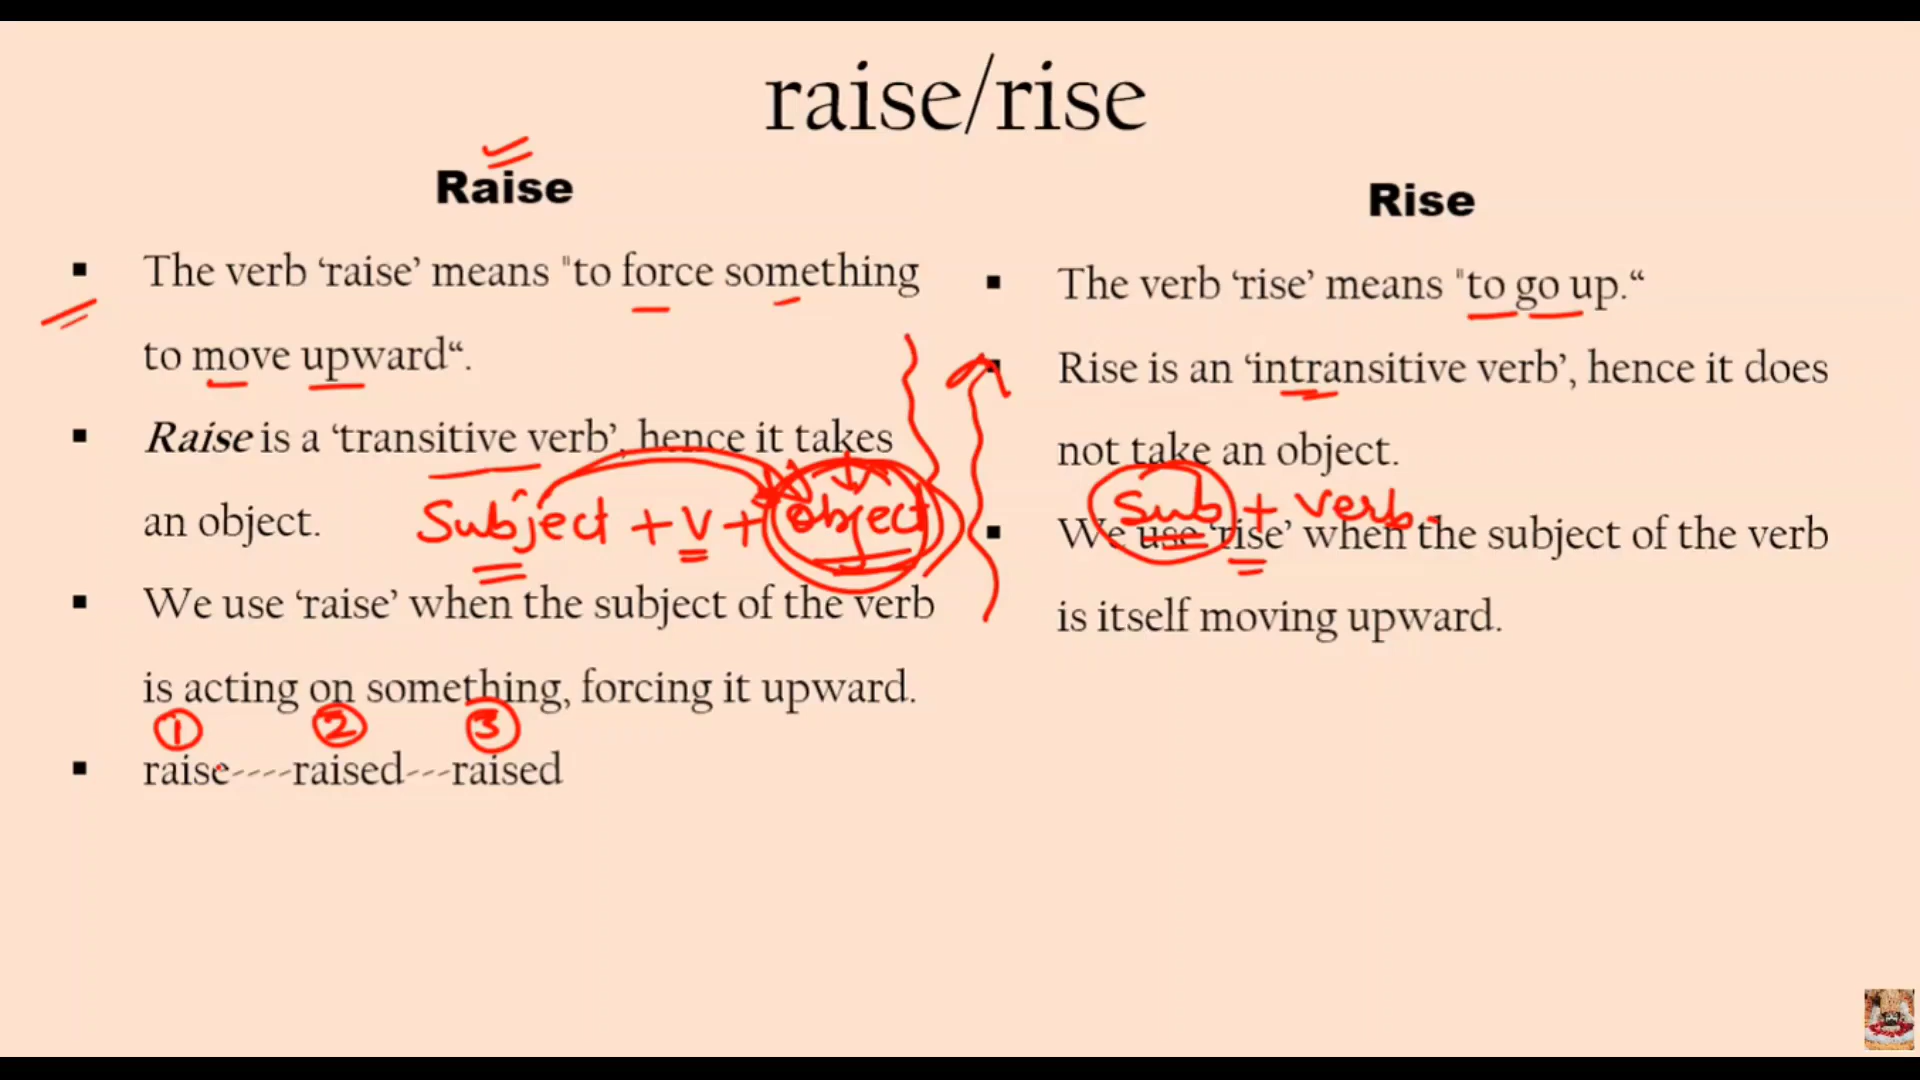 raise/rise
Raise
▪ The verb ‘raise’ means "to force something
to move upward“.
▪ Raise is a ‘transitive verb’, hence it takes
an object.
Subject + V + object
▪ We use ‘raise’ when the subject of the verb
is acting on something, forcing it upward.
① ② ③
▪ raise----raised---raised
Rise
▪ The verb ‘rise’ means "to go up.“
▪ Rise is an ‘intransitive verb’, hence it does
not take an object.
Sub + Verb.
▪ We use ‘rise’ when the subject of the verb
is itself moving upward.